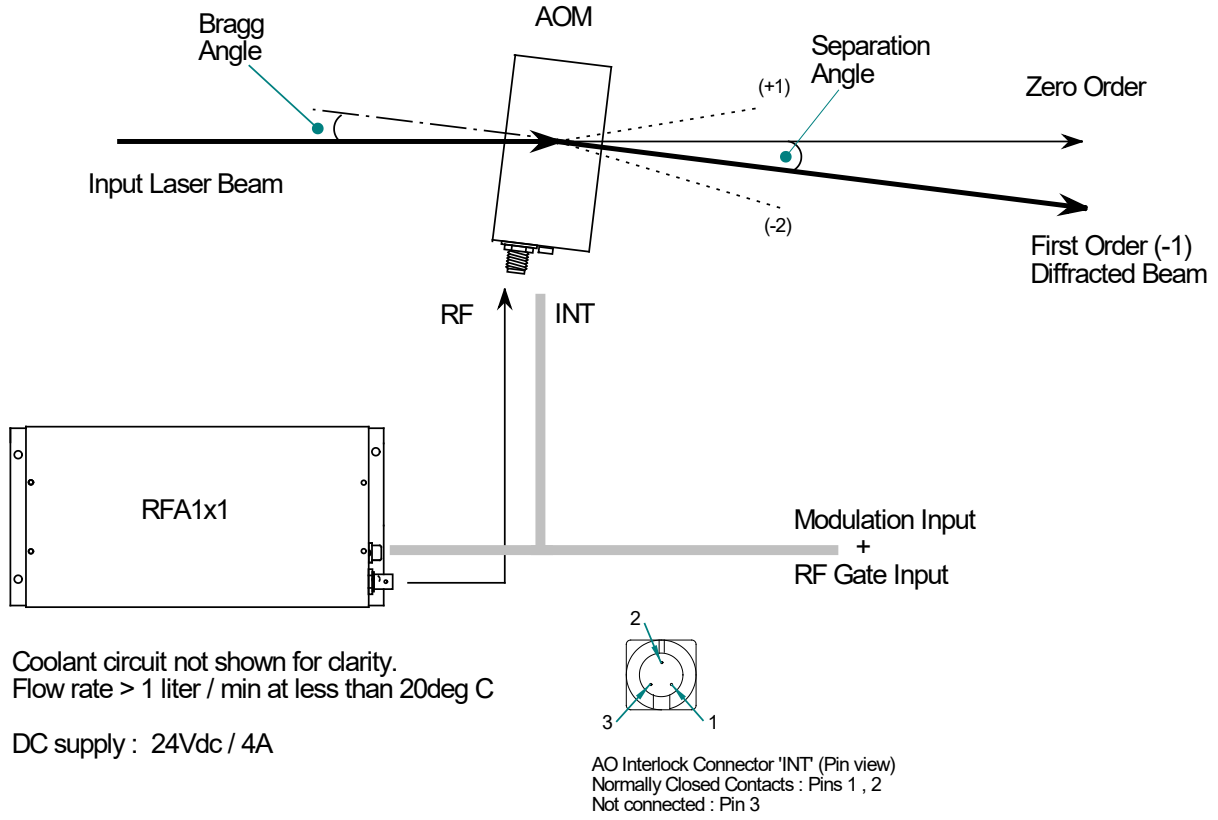 AOM
Bragg
Angle
Separation
Angle
(+1)
Zero Order
Input Laser Beam
(-2)
First Order (-1)
Diffracted Beam
RF
INT
RFA1x1
Modulation Input
+
RF Gate Input
2
3
1
Coolant circuit not shown for clarity.
Flow rate > 1 liter / min at less than 20deg C
DC supply : 24Vdc / 4A
AO Interlock Connector 'INT' (Pin view)
Normally Closed Contacts : Pins 1 , 2
Not connected : Pin 3